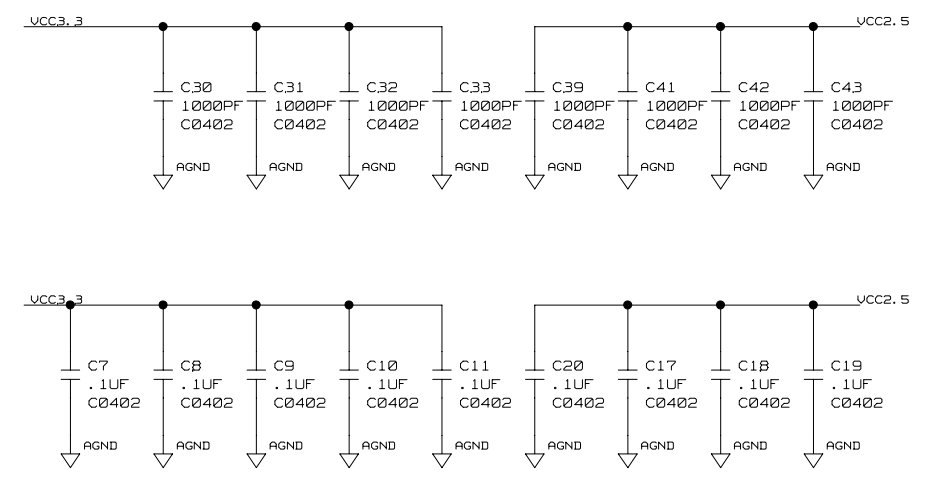 VCC3.3
VCC2.5
C30
1000PF
C0402
AGND
C31
1000PF
C0402
AGND
C32
1000PF
C0402
AGND
C33
1000PF
C0402
AGND
C39
1000PF
C0402
AGND
C41
1000PF
C0402
AGND
C42
1000PF
C0402
AGND
C43
1000PF
C0402
AGND
VCC3.3
VCC2.5
C7
.1UF
C0402
AGND
C8
.1UF
C0402
AGND
C9
.1UF
C0402
AGND
C10
.1UF
C0402
AGND
C11
.1UF
C0402
AGND
C20
.1UF
C0402
AGND
C17
.1UF
C0402
AGND
C18
.1UF
C0402
AGND
C19
.1UF
C0402
AGND